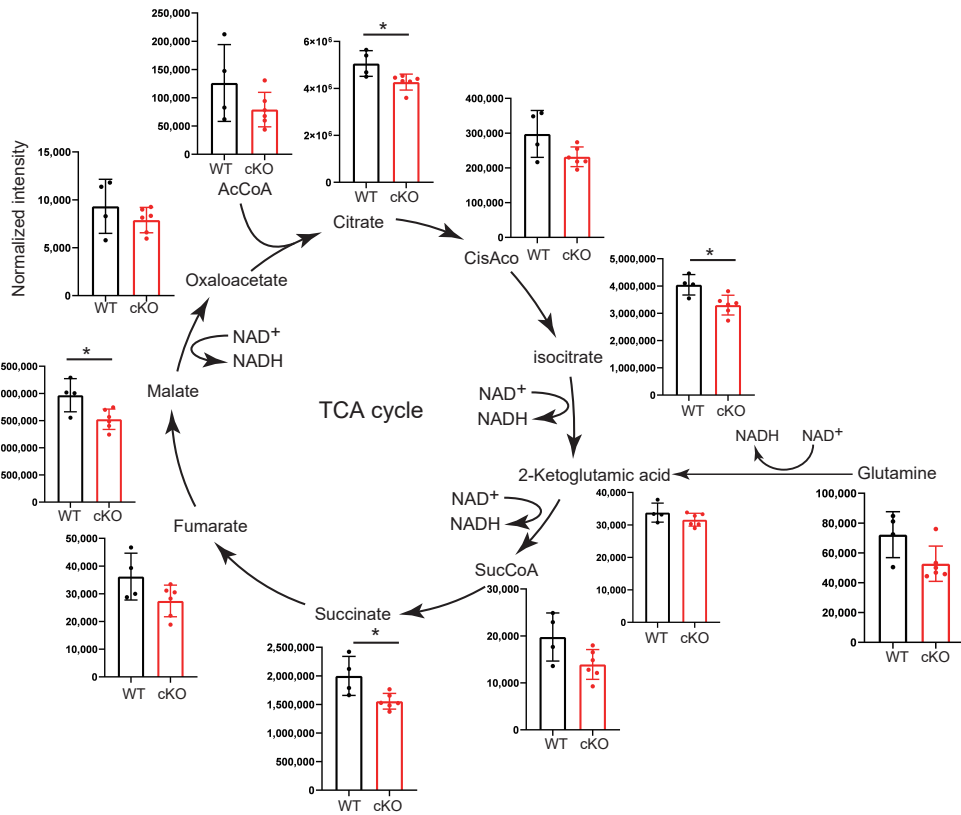 250,000
200,000
150,000
100,000
50,000
0
WT cKO
AcCoA
*
6×10⁶
4×10⁶
2×10⁶
0
WT cKO
Citrate
400,000
300,000
200,000
100,000
0
WT cKO
CisAco
Normalized intensity
15,000
10,000
5,000
0
WT cKO
Oxaloacetate
*
5,000,000
4,000,000
3,000,000
2,000,000
1,000,000
0
WT cKO
isocitrate
NAD+
NADH
*
500,000
000,000
500,000
000,000
500,000
0
WT cKO
Malate
TCA cycle
NAD+
NADH
NADH
NAD+
2-Ketoglutamic acid
Glutamine
40,000
30,000
20,000
10,000
0
WT cKO
100,000
80,000
60,000
40,000
20,000
0
WT cKO
NAD+
NADH
Fumarate
50,000
40,000
30,000
20,000
10,000
0
WT cKO
SucCoA
30,000
20,000
10,000
0
WT cKO
Succinate
*
2,500,000
2,000,000
1,500,000
1,000,000
500,000
0
WT cKO